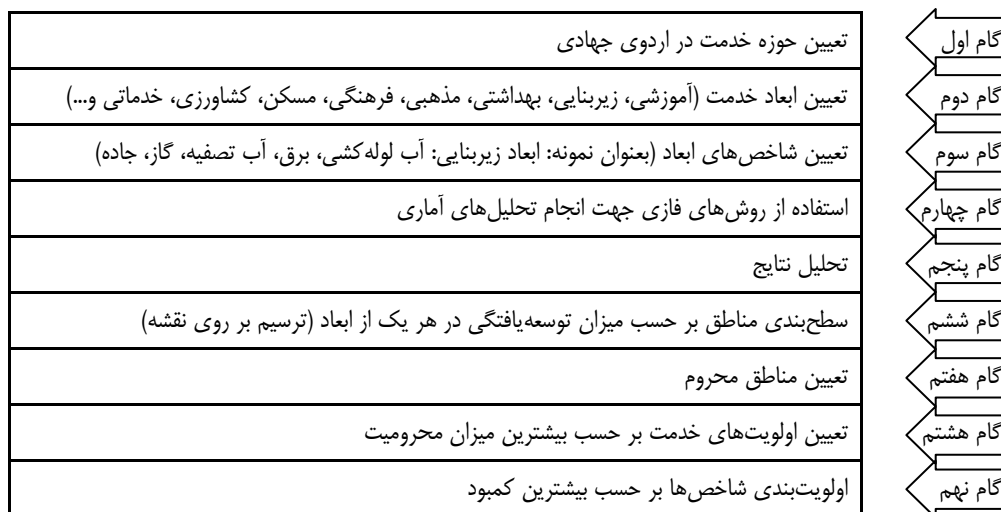 گام اول تعیین حوزه خدمت در اردوی جهادی
گام دوم تعیین ابعاد خدمت (آموزشی، زیربنایی، بهداشتی، مذهبی، فرهنگی، مسکن، کشاورزی، خدماتی و...)
گام سوم تعیین شاخص‌های ابعاد (بعنوان نمونه: ابعاد زیربنایی: آب لوله‌کشی، برق، آب تصفیه، گاز، جاده)
گام چهارم استفاده از روش‌های فازی جهت انجام تحلیل‌های آماری
گام پنجم تحلیل نتایج
گام ششم سطح‌بندی مناطق بر حسب میزان توسعه‌یافتگی در هر یک از ابعاد (ترسیم بر روی نقشه)
گام هفتم تعیین مناطق محروم
گام هشتم تعیین اولویت‌های خدمت بر حسب بیشترین میزان محرومیت
گام نهم اولویت‌بندی شاخص‌ها بر حسب بیشترین کمبود